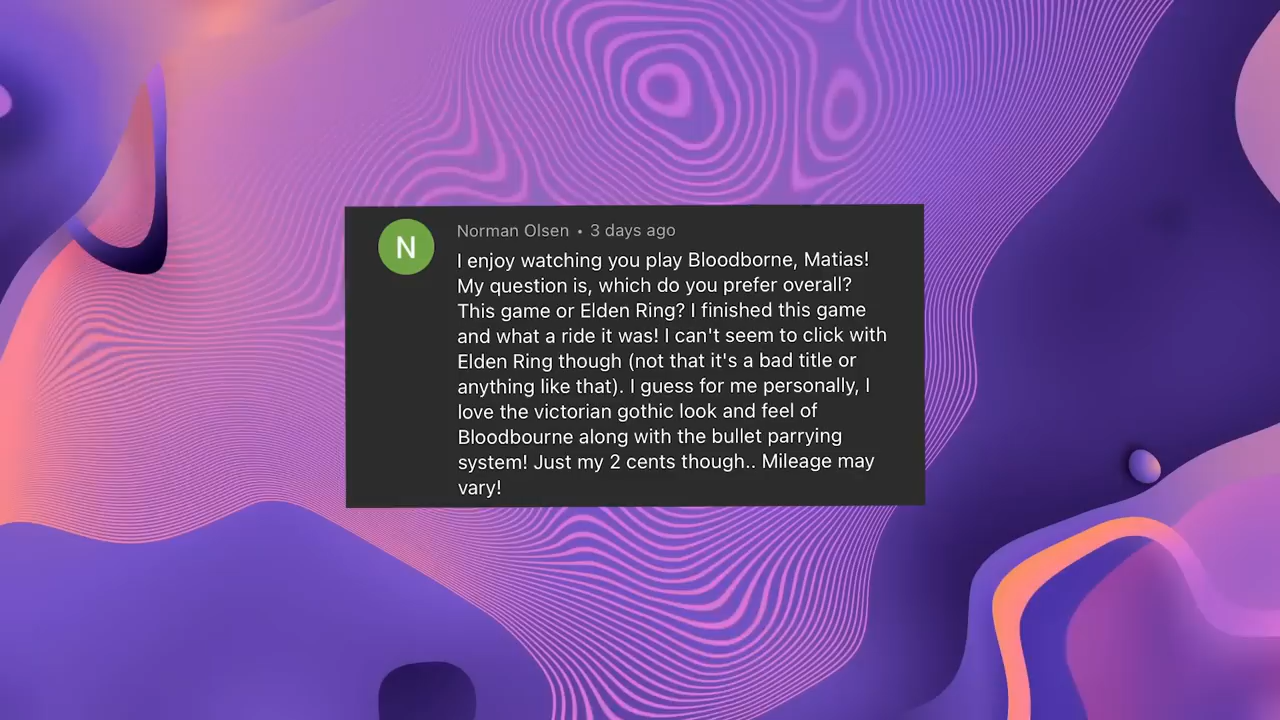 N
Norman Olsen • 3 days ago
I enjoy watching you play Bloodborne, Matias!
My question is, which do you prefer overall?
This game or Elden Ring? I finished this game
and what a ride it was! I can't seem to click with
Elden Ring though (not that it's a bad title or
anything like that). I guess for me personally, I
love the victorian gothic look and feel of
Bloodbourne along with the bullet parrying
system! Just my 2 cents though.. Mileage may
vary!